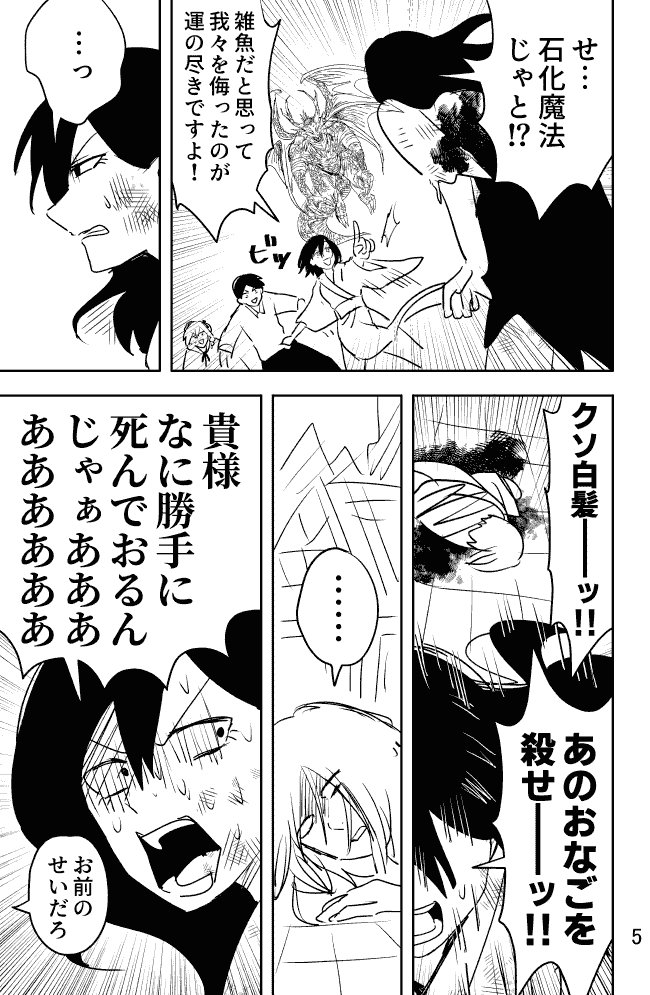 せ…
石化魔法
じゃと!?
雑魚だと思って
我々を侮ったのが
運の尽きですよ！
ビッ
…っ
クソ白髪――ッ!!
あのおなごを
殺せ――ッ!!
……
貴様
なに勝手に
死んでおるん
じゃぁあああ
ああああああ
お前の
せいだろ
5